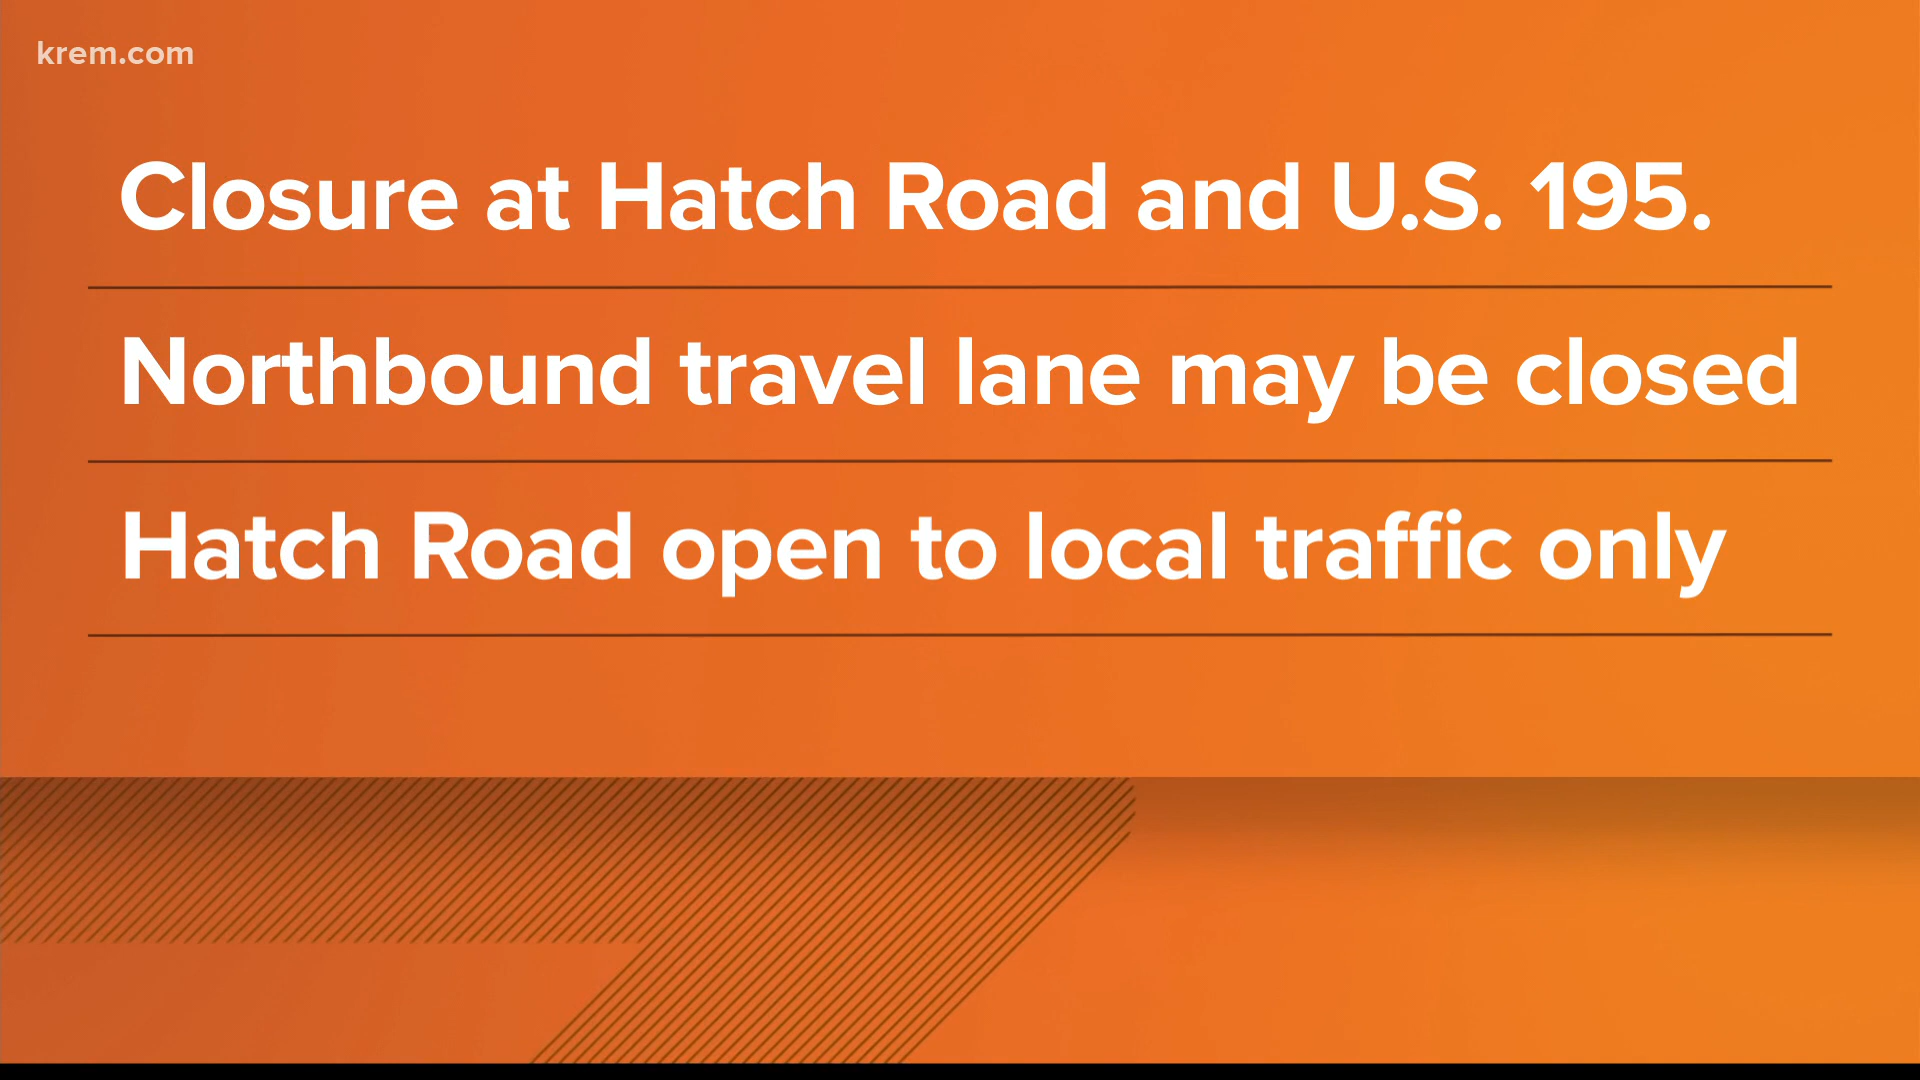 krem.com
Closure at Hatch Road and U.S. 195.
Northbound travel lane may be closed
Hatch Road open to local traffic only